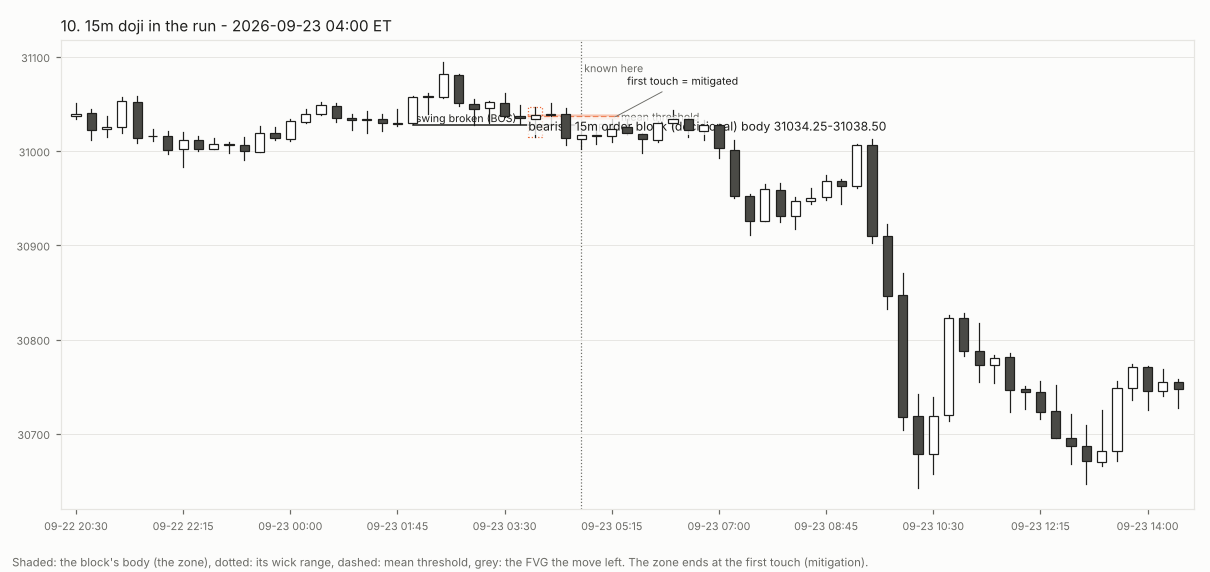 10. 15m doji in the run - 2026-09-23 04:00 ET
31100
31000
30900
30800
30700
known here
first touch = mitigated
mean threshold
swing broken (BOS)
15m order block body 31034.25-31038.50
09-22 20:30
09-22 22:15
09-23 00:00
09-23 01:45
09-23 03:30
09-23 05:15
09-23 07:00
09-23 08:45
09-23 10:30
09-23 12:15
09-23 14:00
Shaded: the block's body (the zone), dotted: its wick range, dashed: mean threshold, grey: the FVG the move left. The zone ends at the first touch (mitigation).